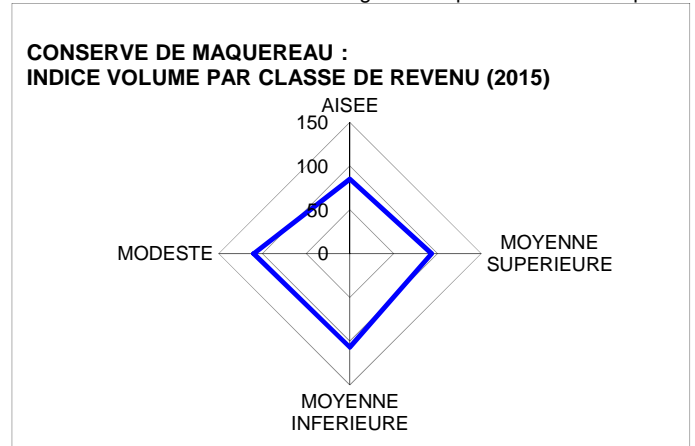 CONSERVE DE MAQUEREAU :
INDICE VOLUME PAR CLASSE DE REVENU (2015)
AISEE
150
100
50
0
MODESTE
MOYENNE
SUPERIEURE
MOYENNE
INFERIEURE